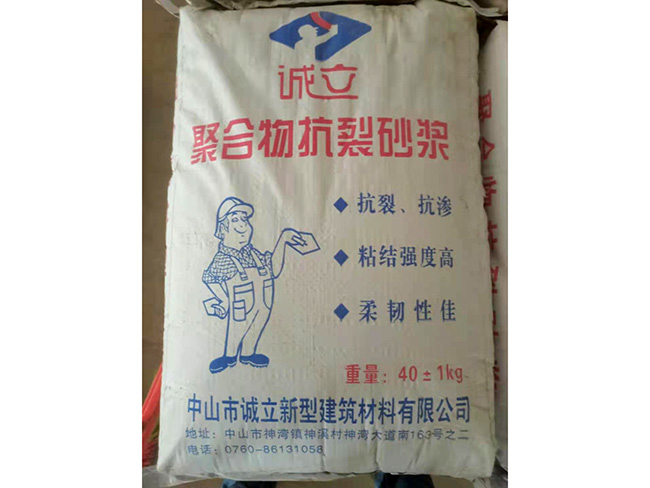 诚立
聚合物抗裂砂浆
◆ 抗裂、抗渗
◆ 粘结强度高
◆ 柔韧性佳
重量：40±1kg
中山市诚立新型建筑材料有限公司
地址：中山市神湾镇神溪村神湾大道南163号之二
电话：0760-86131058